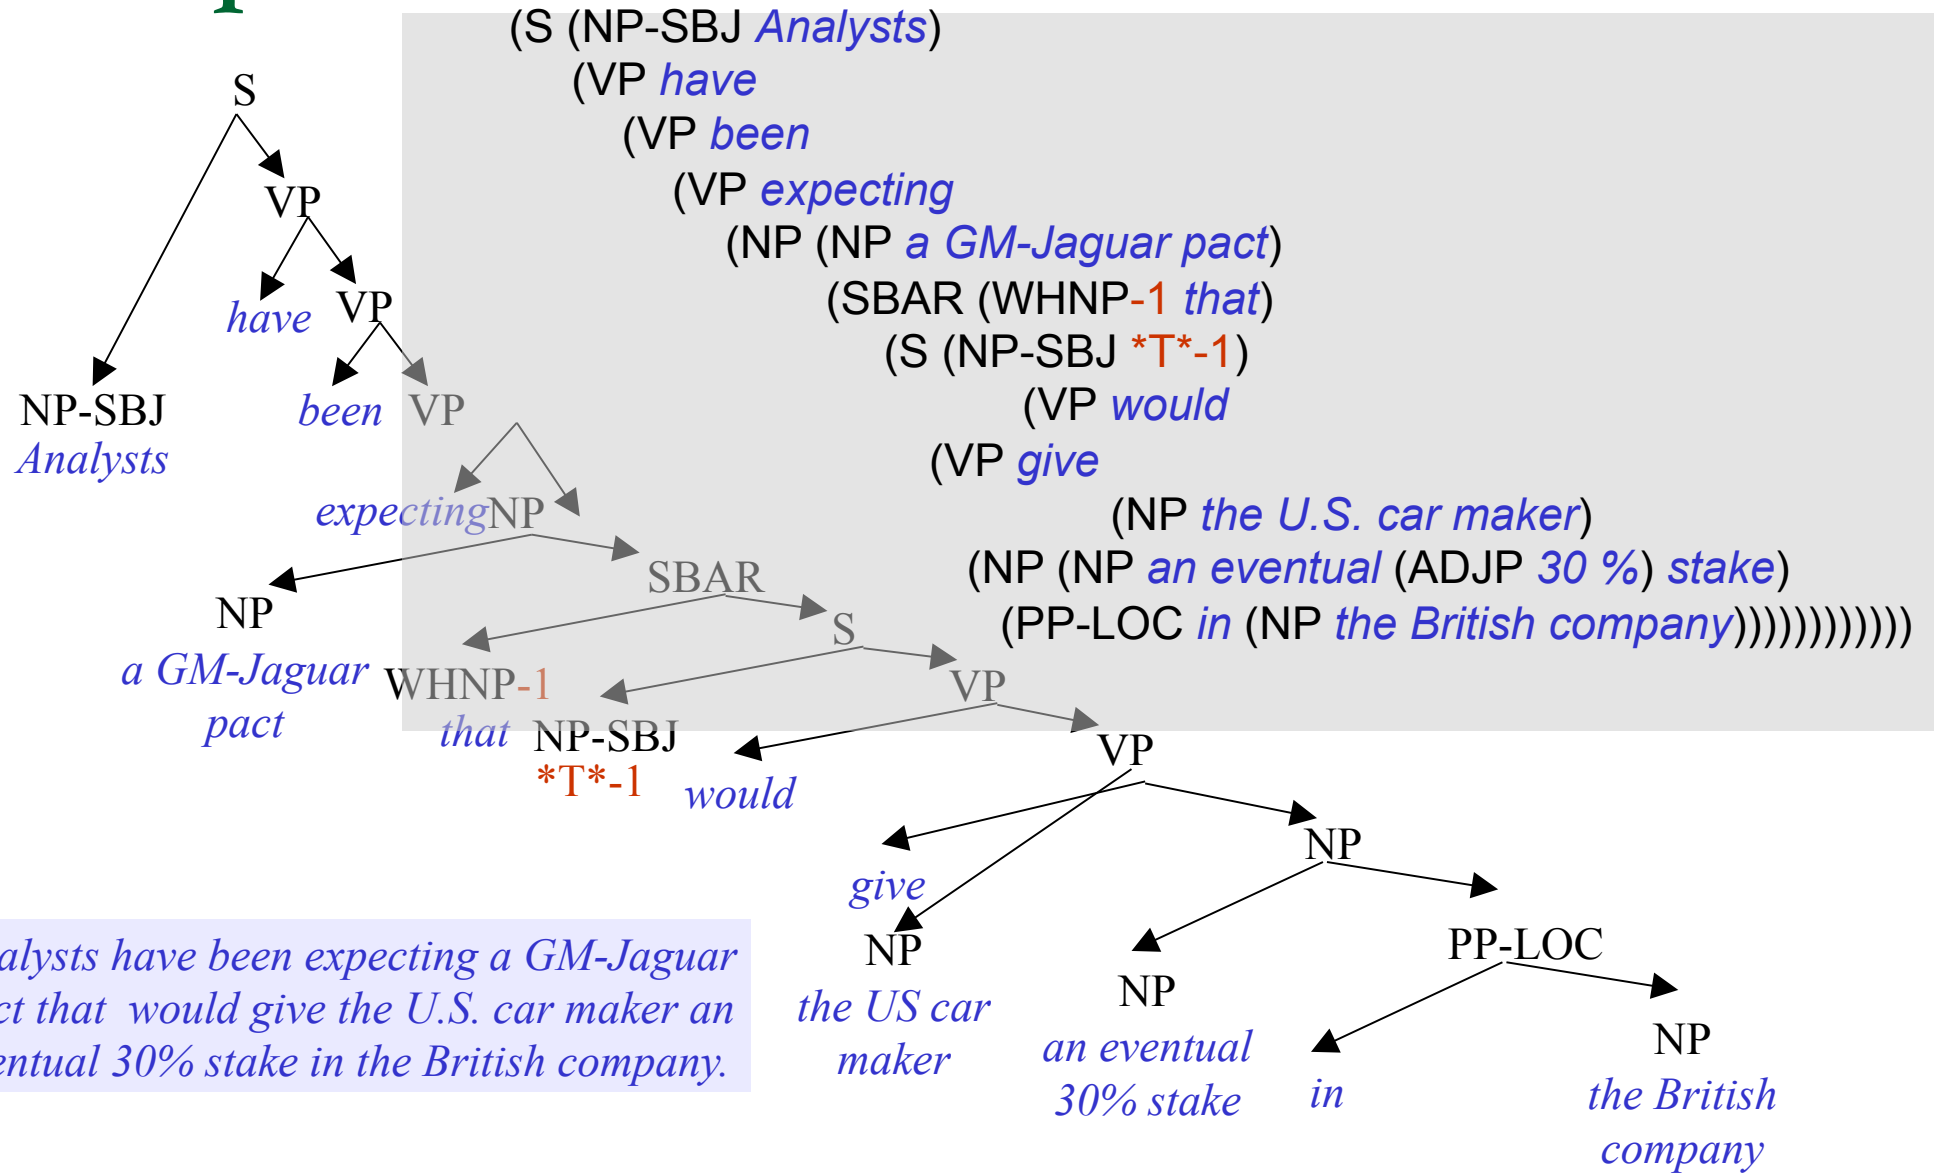 (S (NP-SBJ Analysts)
(VP have
(VP been
(VP expecting
(NP (NP a GM-Jaguar pact)
(SBAR (WHNP-1 that)
(S (NP-SBJ *T*-1)
(VP would
(VP give
(NP the U.S. car maker)
(NP (NP an eventual (ADJP 30 %) stake)
(PP-LOC in (NP the British company))))))))))))
S
VP
have VP
NP-SBJ been VP
Analysts
expecting NP
SBAR
NP
S
a GM-Jaguar WHNP-1 VP
pact that NP-SBJ
*T*-1 would
VP
NP
give
NP PP-LOC
the US car
maker
NP
an eventual
30% stake
in
NP
the British
company
alysts have been expecting a GM-Jaguar
ct that would give the U.S. car maker an
entual 30% stake in the British company.